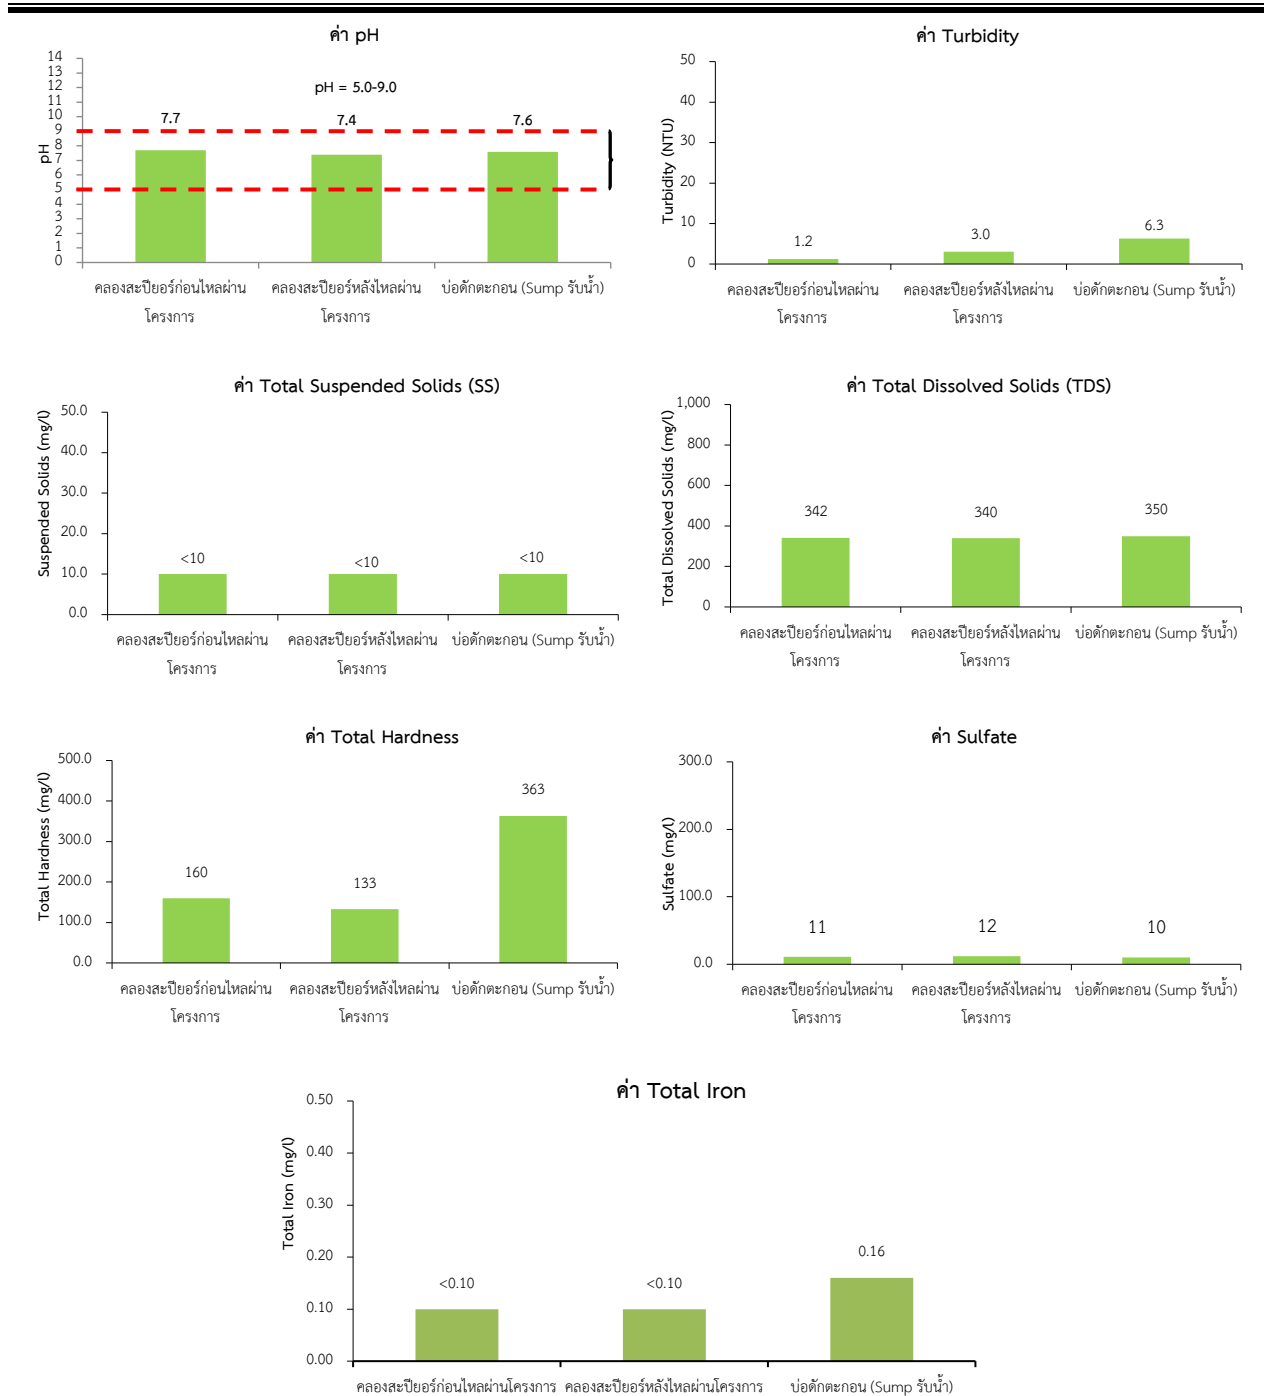 ค่า pH
14
13
12
11
10
9
8
7
6
5
4
3
2
1
0
pH
pH = 5.0-9.0
7.7
7.4
7.6
คลองสะปียอร์ก่อนไหลผ่าน
โครงการ
คลองสะปียอร์หลังไหลผ่าน
โครงการ
บ่อดักตะกอน (Sump รับน้ำ)
ค่า Turbidity
50
40
30
20
10
0
Turbidity (NTU)
1.2
3.0
6.3
คลองสะปียอร์ก่อนไหลผ่าน
โครงการ
คลองสะปียอร์หลังไหลผ่าน
โครงการ
บ่อดักตะกอน (Sump รับน้ำ)
ค่า Total Suspended Solids (SS)
50.0
40.0
30.0
20.0
10.0
0.0
Suspended Solids (mg/l)
<10
<10
<10
คลองสะปียอร์ก่อนไหลผ่าน
โครงการ
คลองสะปียอร์หลังไหลผ่าน
โครงการ
บ่อดักตะกอน (Sump รับน้ำ)
ค่า Total Dissolved Solids (TDS)
1,000
800
600
400
200
0
Total Dissolved Solids (mg/l)
342
340
350
คลองสะปียอร์ก่อนไหลผ่าน
โครงการ
คลองสะปียอร์หลังไหลผ่าน
โครงการ
บ่อดักตะกอน (Sump รับน้ำ)
ค่า Total Hardness
500.0
400.0
300.0
200.0
100.0
0.0
Total Hardness (mg/l)
160
133
363
คลองสะปียอร์ก่อนไหลผ่าน
โครงการ
คลองสะปียอร์หลังไหลผ่าน
โครงการ
บ่อดักตะกอน (Sump รับน้ำ)
ค่า Sulfate
300.0
200.0
100.0
0.0
Sulfate (mg/l)
11
12
10
คลองสะปียอร์ก่อนไหลผ่าน
โครงการ
คลองสะปียอร์หลังไหลผ่าน
โครงการ
บ่อดักตะกอน (Sump รับน้ำ)
ค่า Total Iron
0.50
0.40
0.30
0.20
0.10
0.00
Total Iron (mg/l)
<0.10
<0.10
0.16
คลองสะปียอร์ก่อนไหลผ่านโครงการ
คลองสะปียอร์หลังไหลผ่านโครงการ
บ่อดักตะกอน (Sump รับน้ำ)